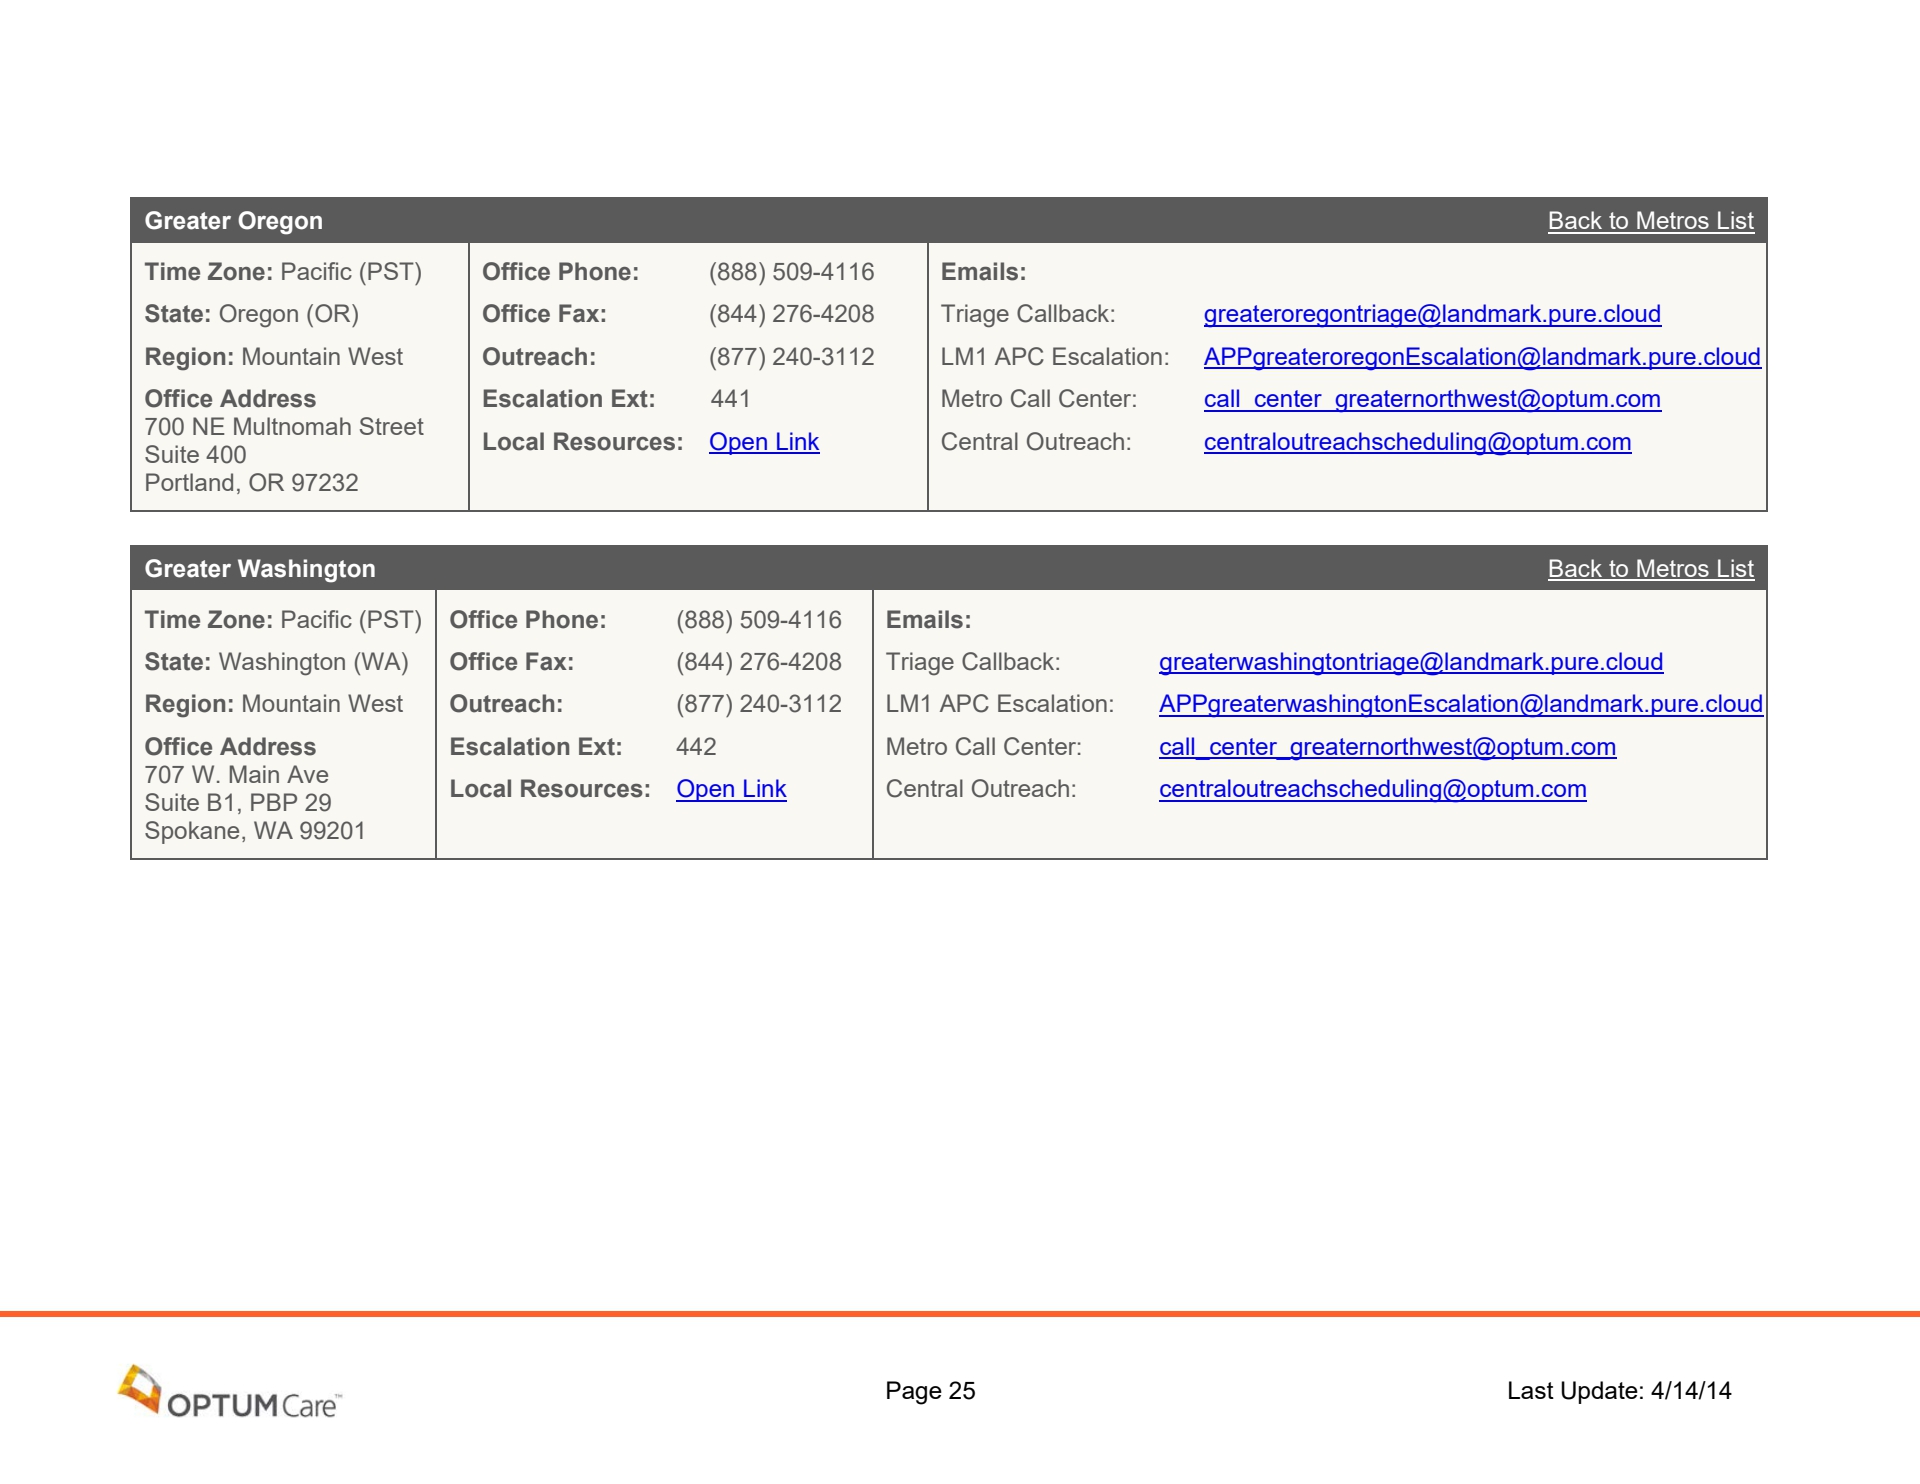 Greater Oregon Back to Metros List
Time Zone: Pacific (PST)
State: Oregon (OR)
Region: Mountain West
Office Address
700 NE Multnomah Street
Suite 400
Portland, OR 97232
Office Phone: (888) 509-4116
Office Fax: (844) 276-4208
Outreach: (877) 240-3112
Escalation Ext: 441
Local Resources: Open Link
Emails:
Triage Callback: greateroregontriage@landmark.pure.cloud
LM1 APC Escalation: APPgreateroregonEscalation@landmark.pure.cloud
Metro Call Center: call_center_greaternorthwest@optum.com
Central Outreach: centraloutreachscheduling@optum.com
Greater Washington Back to Metros List
Time Zone: Pacific (PST)
State: Washington (WA)
Region: Mountain West
Office Address
707 W. Main Ave
Suite B1, PBP 29
Spokane, WA 99201
Office Phone: (888) 509-4116
Office Fax: (844) 276-4208
Outreach: (877) 240-3112
Escalation Ext: 442
Local Resources: Open Link
Emails:
Triage Callback: greaterwashingtontriage@landmark.pure.cloud
LM1 APC Escalation: APPgreaterwashingtonEscalation@landmark.pure.cloud
Metro Call Center: call_center_greaternorthwest@optum.com
Central Outreach: centraloutreachscheduling@optum.com
OPTUM Care™ Page 25 Last Update: 4/14/14